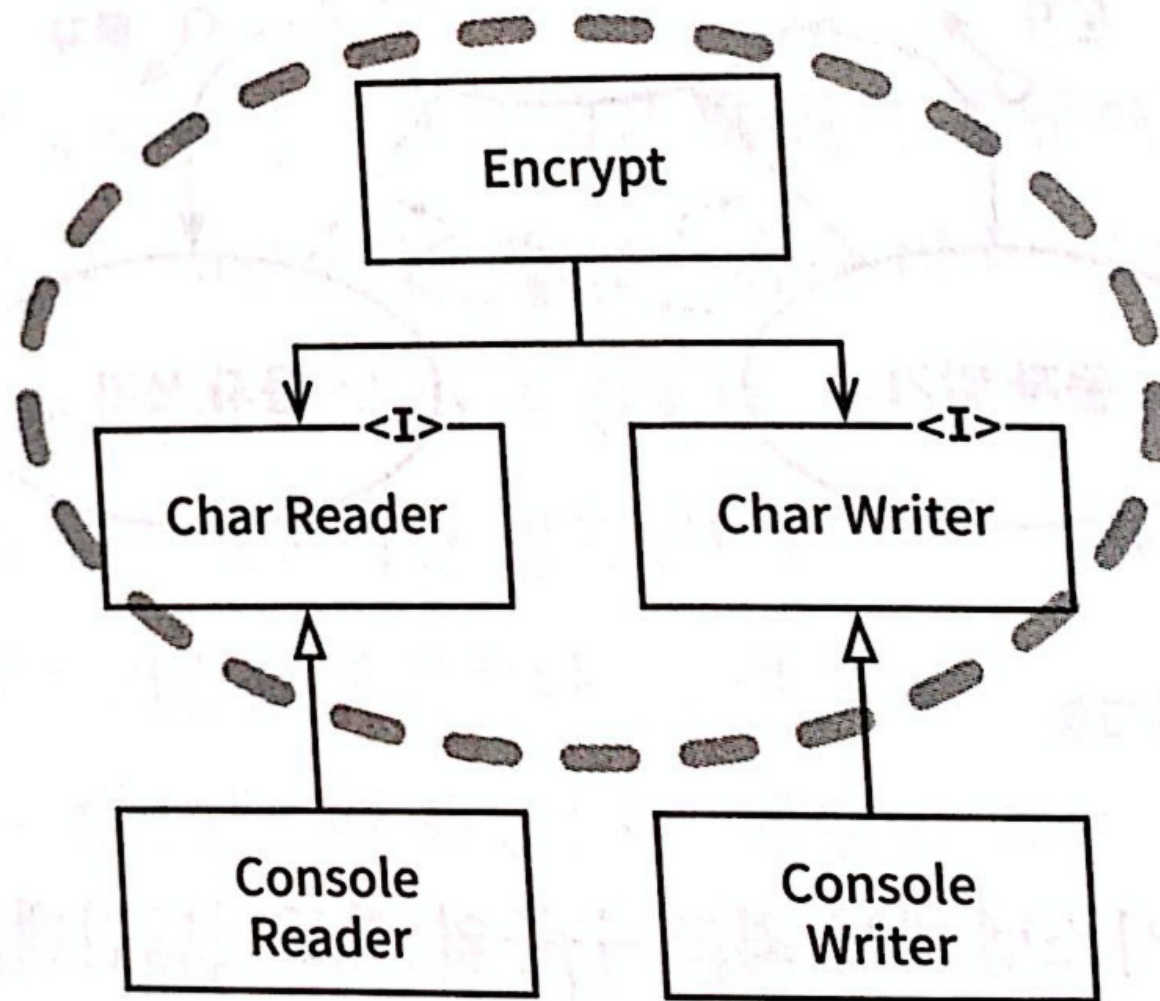 Encrypt
<I>
<I>
Char Reader
Char Writer
Console
Reader
Console
Writer